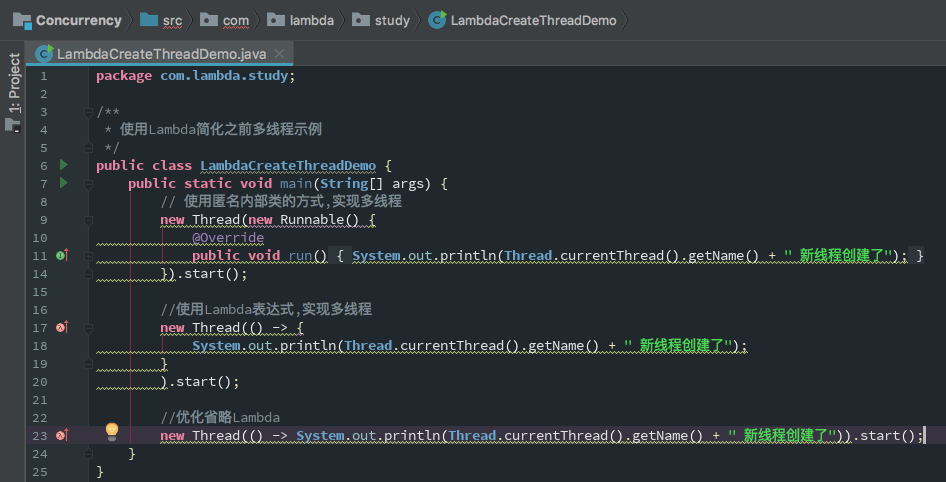 Concurrency src com lambda study LambdaCreateThreadDemo
LambdaCreateThreadDemo.java
1: Project
1 package com.lambda.study;
2
3 /**
4 * 使用Lambda简化之前多线程示例
5 */
6 public class LambdaCreateThreadDemo {
7 public static void main(String[] args) {
8 // 使用匿名内部类的方式,实现多线程
9 new Thread(new Runnable() {
10 @Override
11 public void run() { System.out.println(Thread.currentThread().getName() + " 新线程创建了"); }
14 }).start();
15
16 //使用Lambda表达式,实现多线程
17 new Thread(() -> {
18 System.out.println(Thread.currentThread().getName() + " 新线程创建了");
19 }
20 ).start();
21
22 //优化省略Lambda
23 new Thread(() -> System.out.println(Thread.currentThread().getName() + " 新线程创建了")).start();
24 }
25 }